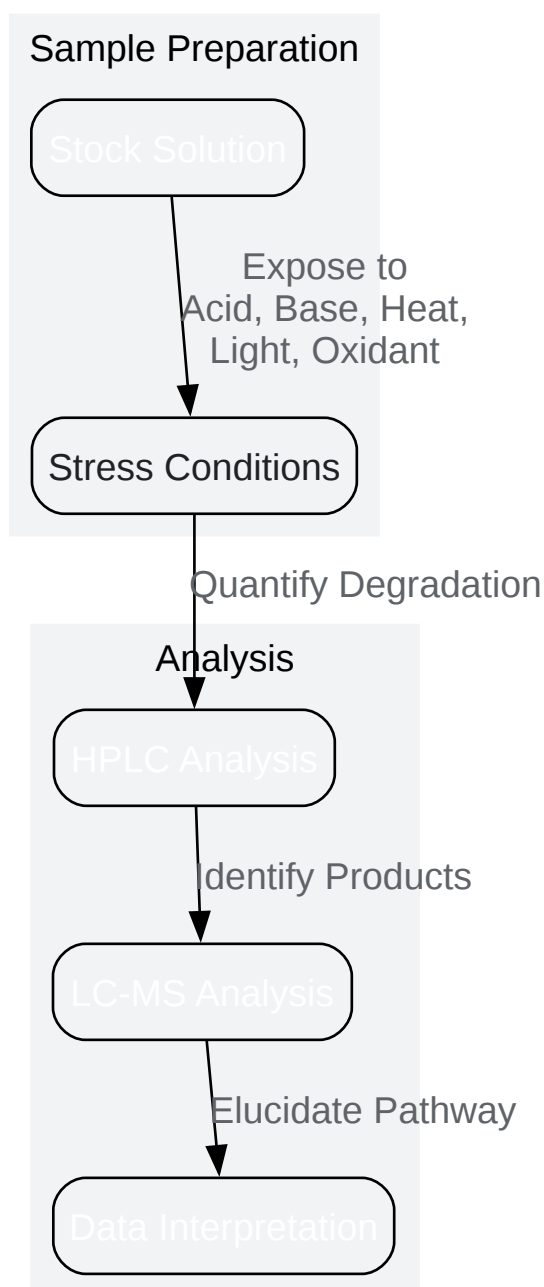 Sample Preparation
Stock Solution
Expose to
Acid, Base, Heat,
Light, Oxidant
Stress Conditions
Quantify Degradation
Analysis
HPLC Analysis
Identify Products
LC-MS Analysis
Elucidate Pathway
Data Interpretation